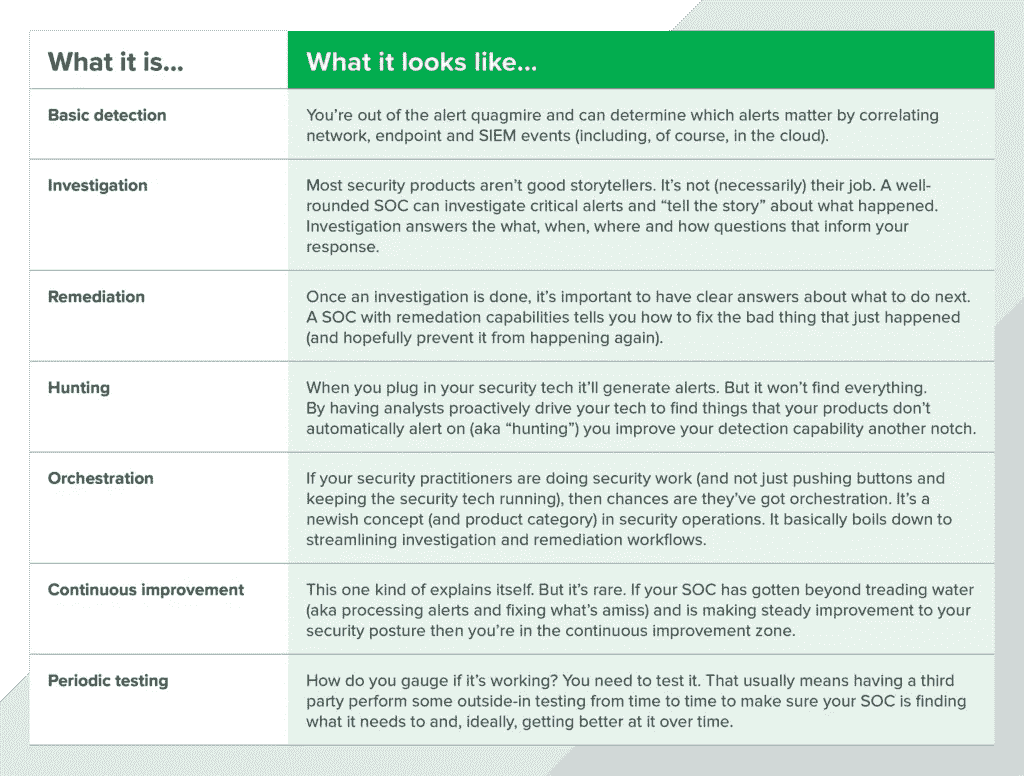 What it is...
What it looks like...
Basic detection
You’re out of the alert quagmire and can determine which alerts matter by correlating
network, endpoint and SIEM events (including, of course, in the cloud).
Investigation
Most security products aren’t good storytellers. It’s not (necessarily) their job. A well-
rounded SOC can investigate critical alerts and “tell the story” about what happened.
Investigation answers the what, when, where and how questions that inform your
response.
Remediation
Once an investigation is done, it’s important to have clear answers about what to do next.
A SOC with remedation capabilities tells you how to fix the bad thing that just happened
(and hopefully prevent it from happening again).
Hunting
When you plug in your security tech it’ll generate alerts. But it won’t find everything.
By having analysts proactively drive your tech to find things that your products don’t
automatically alert on (aka “hunting”) you improve your detection capability another notch.
Orchestration
If your security practitioners are doing security work (and not just pushing buttons and
keeping the security tech running), then chances are they’ve got orchestration. It’s a
newish concept (and product category) in security operations. It basically boils down to
streamlining investigation and remediation workflows.
Continuous improvement
This one kind of explains itself. But it’s rare. If your SOC has gotten beyond treading water
(aka processing alerts and fixing what’s amiss) and is making steady improvement to your
security posture then you’re in the continuous improvement zone.
Periodic testing
How do you gauge if it’s working? You need to test it. That usually means having a third
party perform some outside-in testing from time to time to make sure your SOC is finding
what it needs to and, ideally, getting better at it over time.